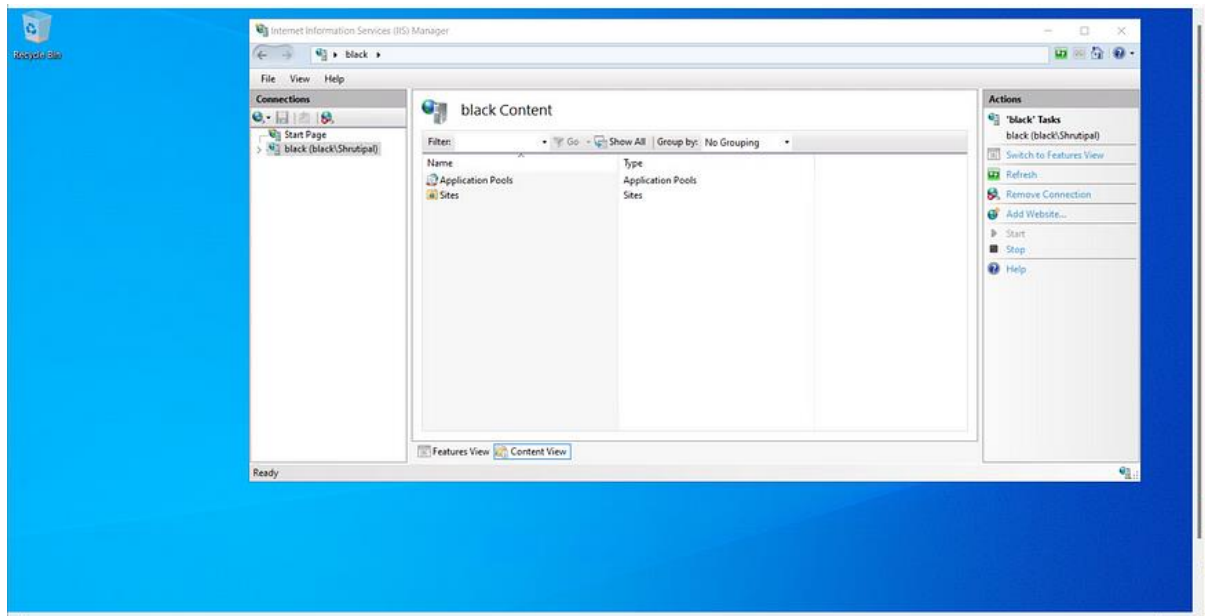 Recycle Bin
Internet Information Services (IIS) Manager
black
File View Help
Connections
Start Page
black (black\Shrutipal)
black Content
Filter: Go Show All Group by: No Grouping
Name Type
Application Pools Application Pools
Sites Sites
Features View Content View
Ready
Actions
'black' Tasks
black (black\Shrutipal)
Switch to Features View
Refresh
Remove Connection
Add Website...
Start
Stop
Help